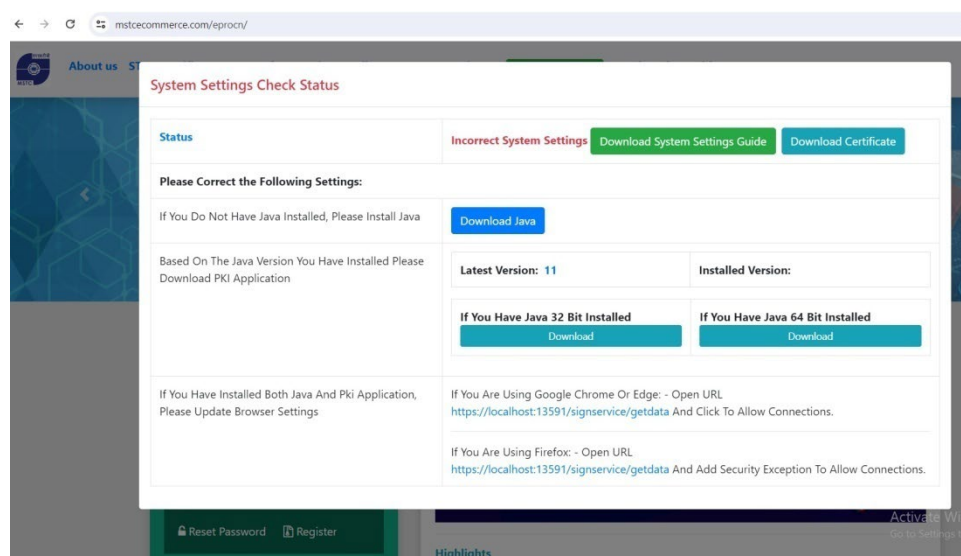 mstcecommerce.com/eprocn/
About us ST
MSTC
System Settings Check Status
Status
Incorrect System Settings Download System Settings Guide Download Certificate
Please Correct the Following Settings:
If You Do Not Have Java Installed, Please Install Java
Download Java
Based On The Java Version You Have Installed Please
Download PKI Application
Latest Version: 11
Installed Version:
If You Have Java 32 Bit Installed
Download
If You Have Java 64 Bit Installed
Download
If You Have Installed Both Java And Pki Application,
Please Update Browser Settings
If You Are Using Google Chrome Or Edge: - Open URL
https://localhost:13591/signservice/getdata And Click To Allow Connections.
If You Are Using Firefox: - Open URL
https://localhost:13591/signservice/getdata And Add Security Exception To Allow Connections.
Reset Password Register
Highlights
Activate Wi
Go to Settings t